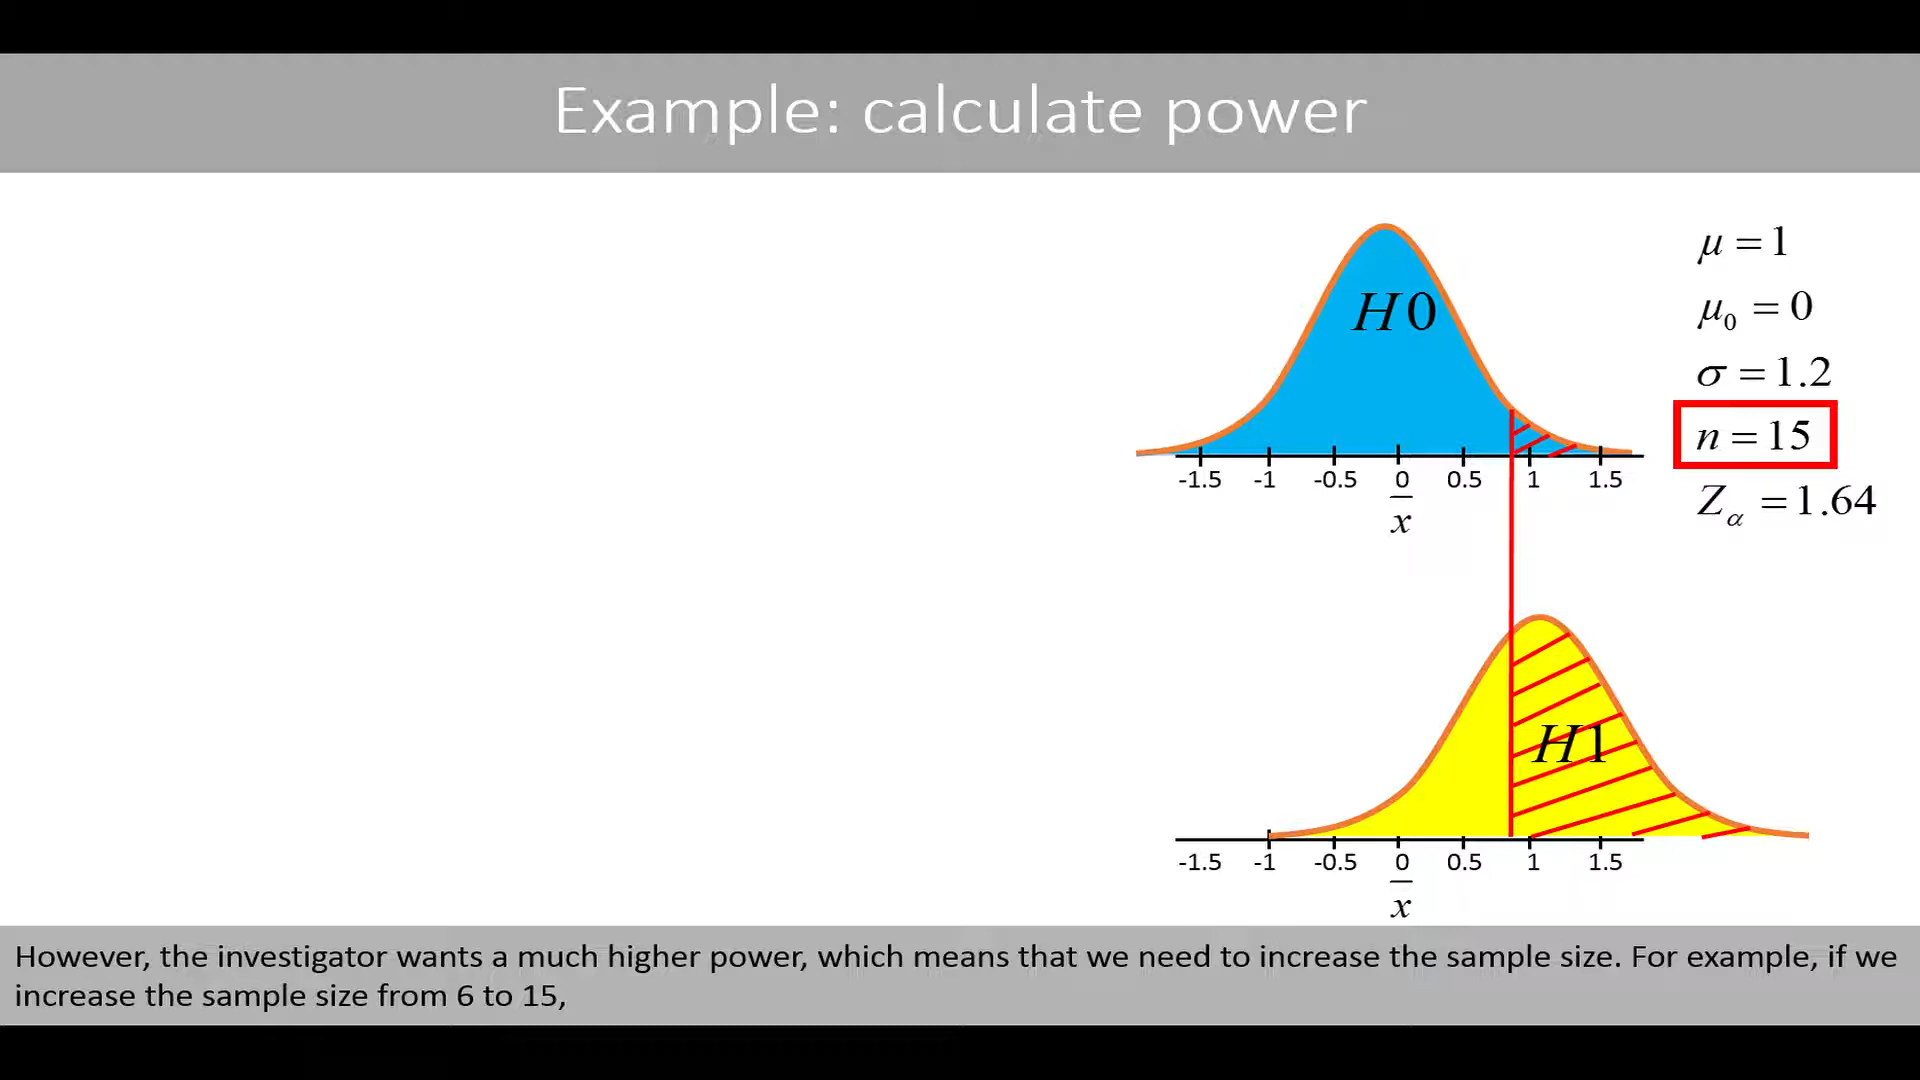 Example: calculate power
H0
μ = 1
μ₀ = 0
σ = 1.2
n = 15
Zα = 1.64
-1.5 -1 -0.5 0 0.5 1 1.5
x̄
H1
-1.5 -1 -0.5 0 0.5 1 1.5
x̄
However, the investigator wants a much higher power, which means that we need to increase the sample size. For example, if we
increase the sample size from 6 to 15,